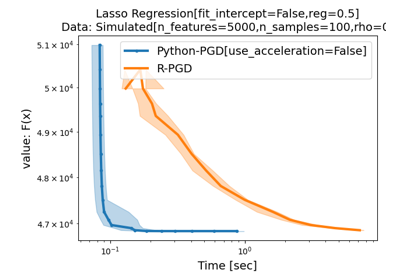 Lasso Regression[fit_intercept=False,reg=0.5]
Data: Simulated[n_features=5000,n_samples=100,rho=0
Python-PGD[use_acceleration=False]
R-PGD
value: F(x)
5.1 × 10⁴
5 × 10⁴
4.9 × 10⁴
4.8 × 10⁴
4.7 × 10⁴
10⁻¹
10⁰
Time [sec]